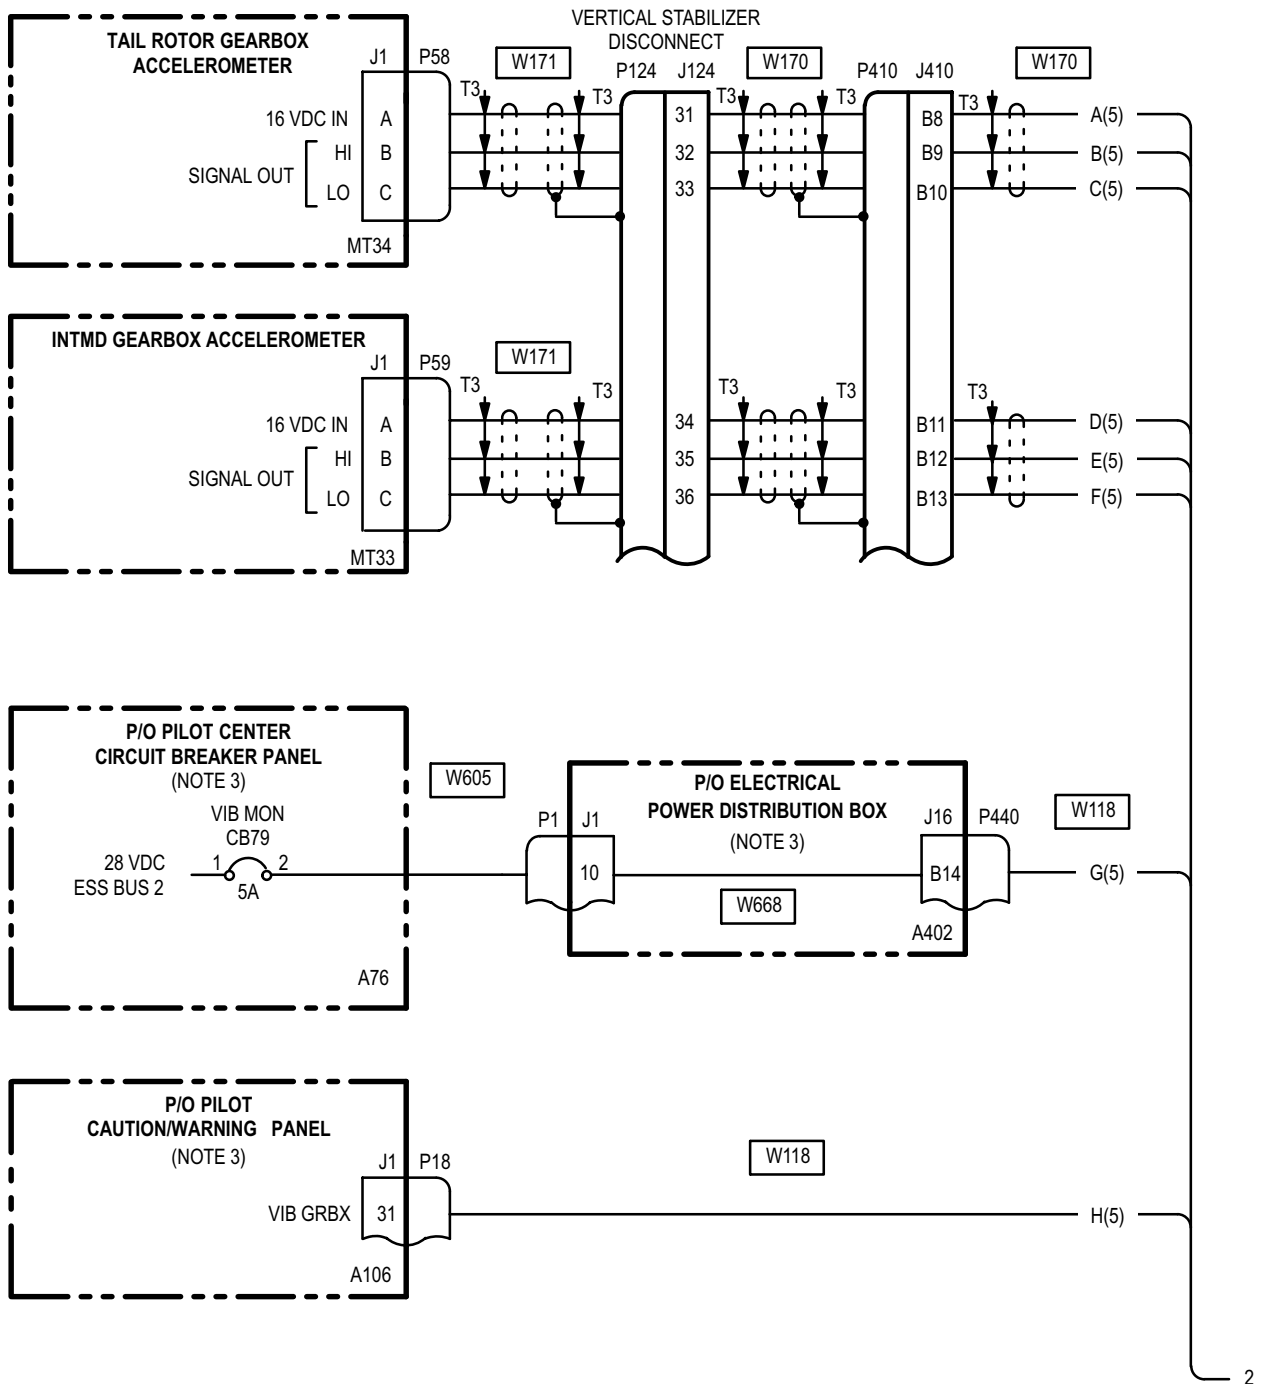 VERTICAL STABILIZER
DISCONNECT
TAIL ROTOR GEARBOX
ACCELEROMETER
J1 P58
W171
P124 J124
W170
P410 J410
W170
T3 T3 T3 T3 T3
16 VDC IN A 31 B8 A(5)
HI B 32 B9 B(5)
SIGNAL OUT
LO C 33 B10 C(5)
MT34
INTMD GEARBOX ACCELEROMETER
J1 P59
W171
T3 T3 T3 T3 T3
16 VDC IN A 34 B11 D(5)
HI B 35 B12 E(5)
SIGNAL OUT
LO C 36 B13 F(5)
MT33
P/O PILOT CENTER
CIRCUIT BREAKER PANEL
(NOTE 3)
VIB MON
CB79
28 VDC
ESS BUS 2
1 2
5A
A76
W605
P/O ELECTRICAL
POWER DISTRIBUTION BOX
(NOTE 3)
P1 J1
J16 P440
W118
10 B14 G(5)
W668
A402
P/O PILOT
CAUTION/WARNING PANEL
(NOTE 3)
J1 P18
W118
VIB GRBX 31 H(5)
A106
2